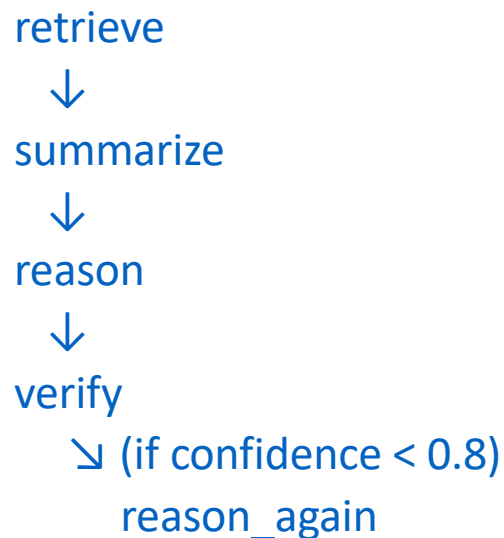 retrieve
↓
summarize
↓
reason
↓
verify
↘ (if confidence < 0.8)
reason_again